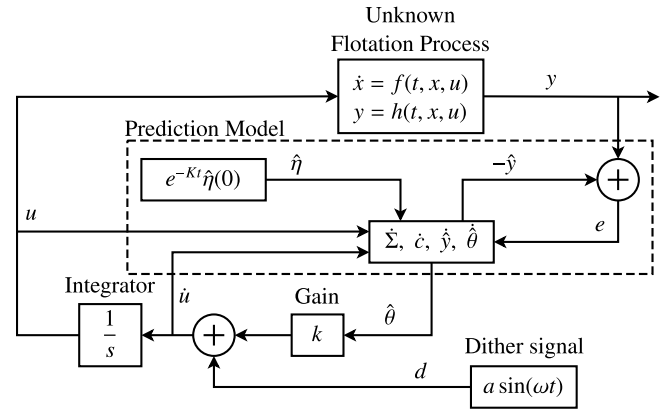 Unknown
Flotation Process
ẋ = f(t, x, u)
y = h(t, x, u)
y
Prediction Model
e^{-Kt}η̂(0)
η̂
-ŷ
+
u
Σ̇, ċ, ŷ̇, θ̂̇
e
Integrator
u̇
Gain
θ̂
1/s
+
k
Dither signal
d
a sin(ωt)